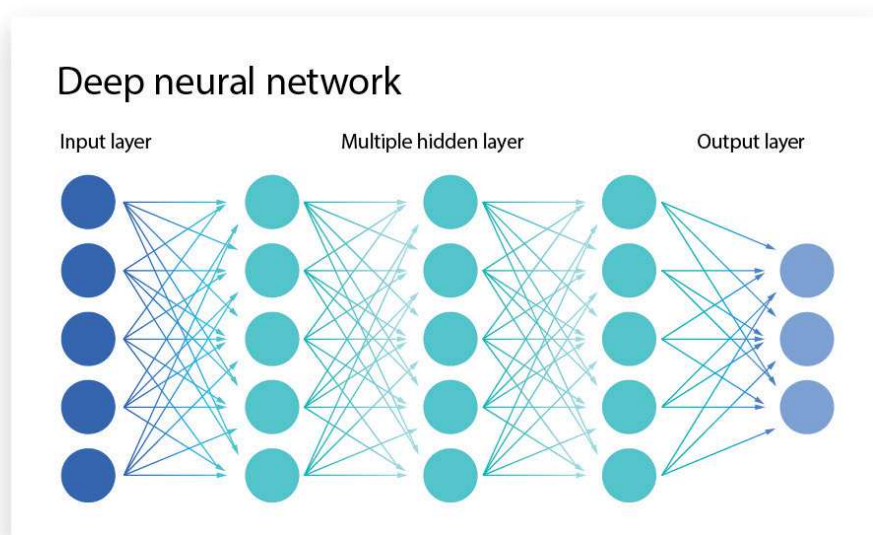 Deep neural network
Input layer
Multiple hidden layer
Output layer